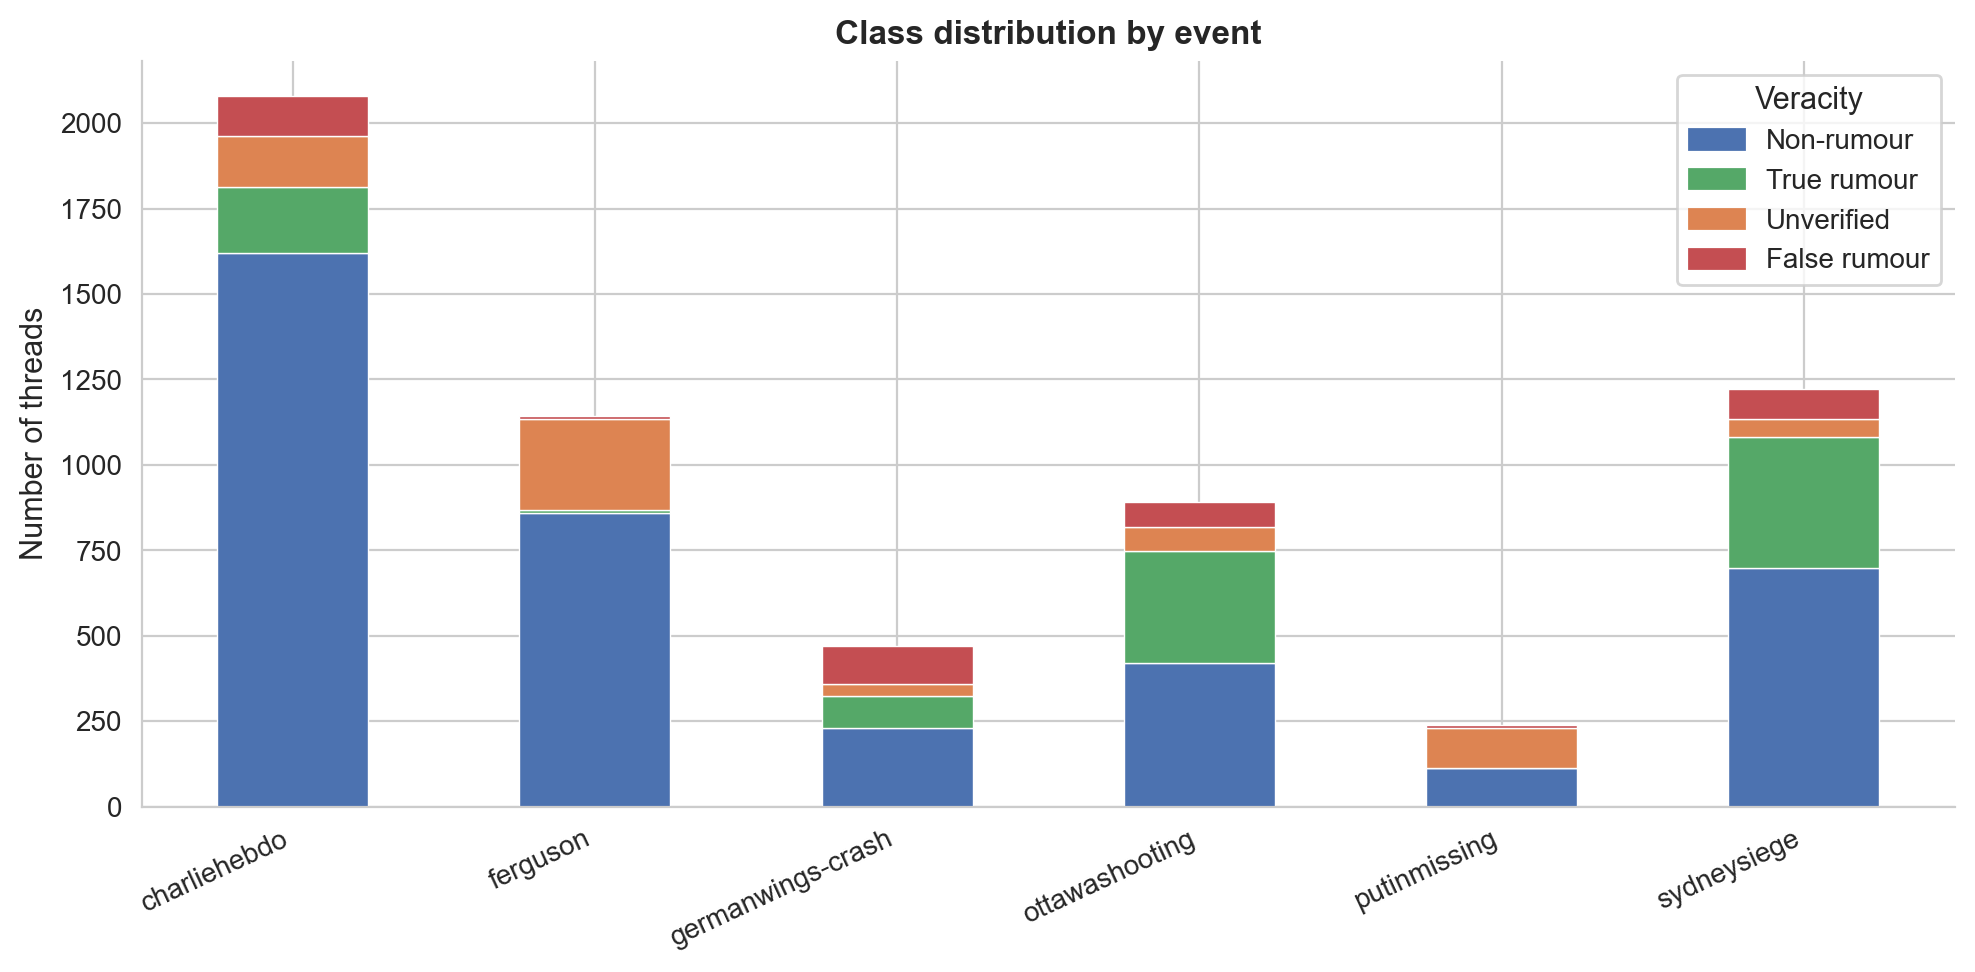 Class distribution by event
Number of threads
2000
1750
1500
1250
1000
750
500
250
0
Veracity
Non-rumour
True rumour
Unverified
False rumour
charliehebdo
ferguson
germanwings-crash
ottawashooting
putinmissing
sydneysiege